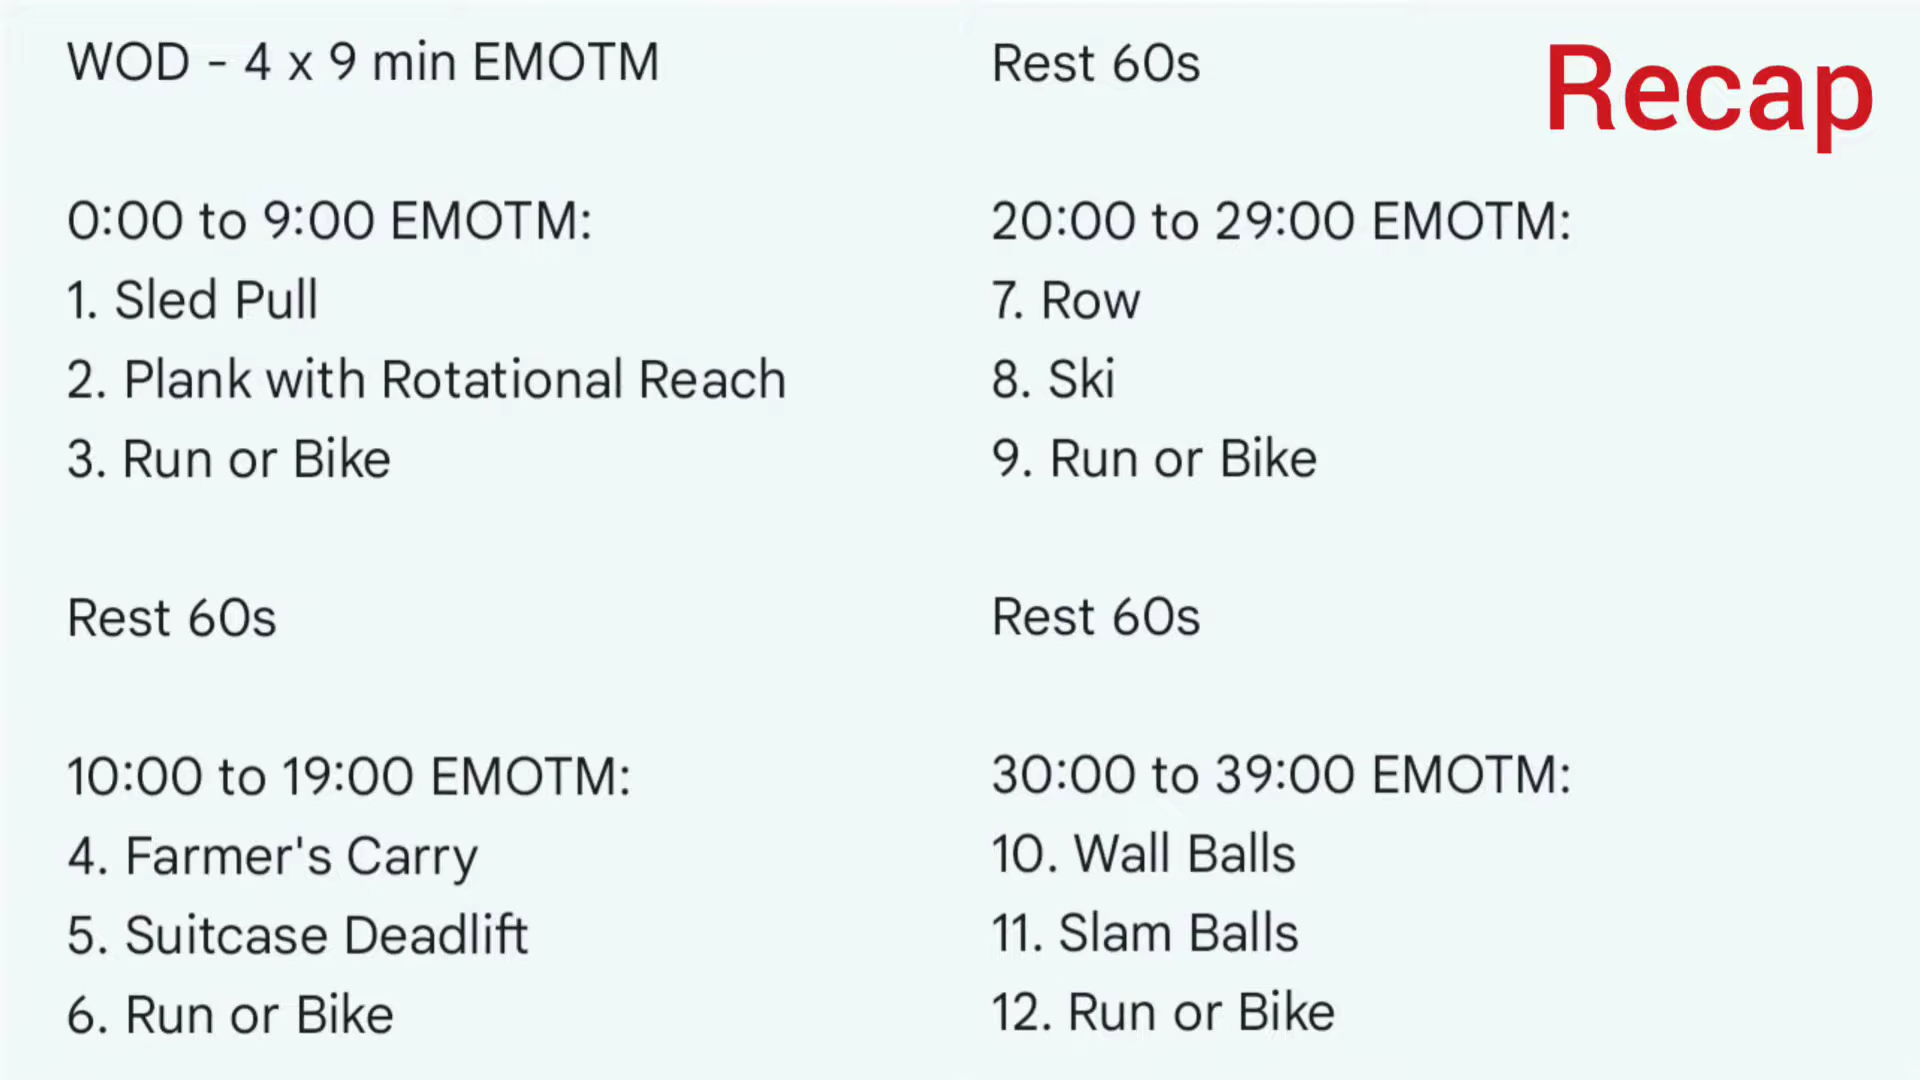 WOD - 4 x 9 min EMOTM
0:00 to 9:00 EMOTM:
1. Sled Pull
2. Plank with Rotational Reach
3. Run or Bike
Rest 60s
10:00 to 19:00 EMOTM:
4. Farmer's Carry
5. Suitcase Deadlift
6. Run or Bike
Rest 60s
20:00 to 29:00 EMOTM:
7. Row
8. Ski
9. Run or Bike
Rest 60s
30:00 to 39:00 EMOTM:
10. Wall Balls
11. Slam Balls
12. Run or Bike
Recap